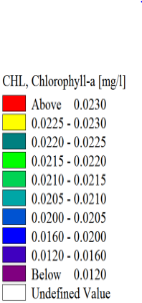 CHL, Chlorophyll-a [mg/l]
Above 0.0230
0.0225 - 0.0230
0.0220 - 0.0225
0.0215 - 0.0220
0.0210 - 0.0215
0.0205 - 0.0210
0.0200 - 0.0205
0.0160 - 0.0200
0.0120 - 0.0160
Below 0.0120
Undefined Value